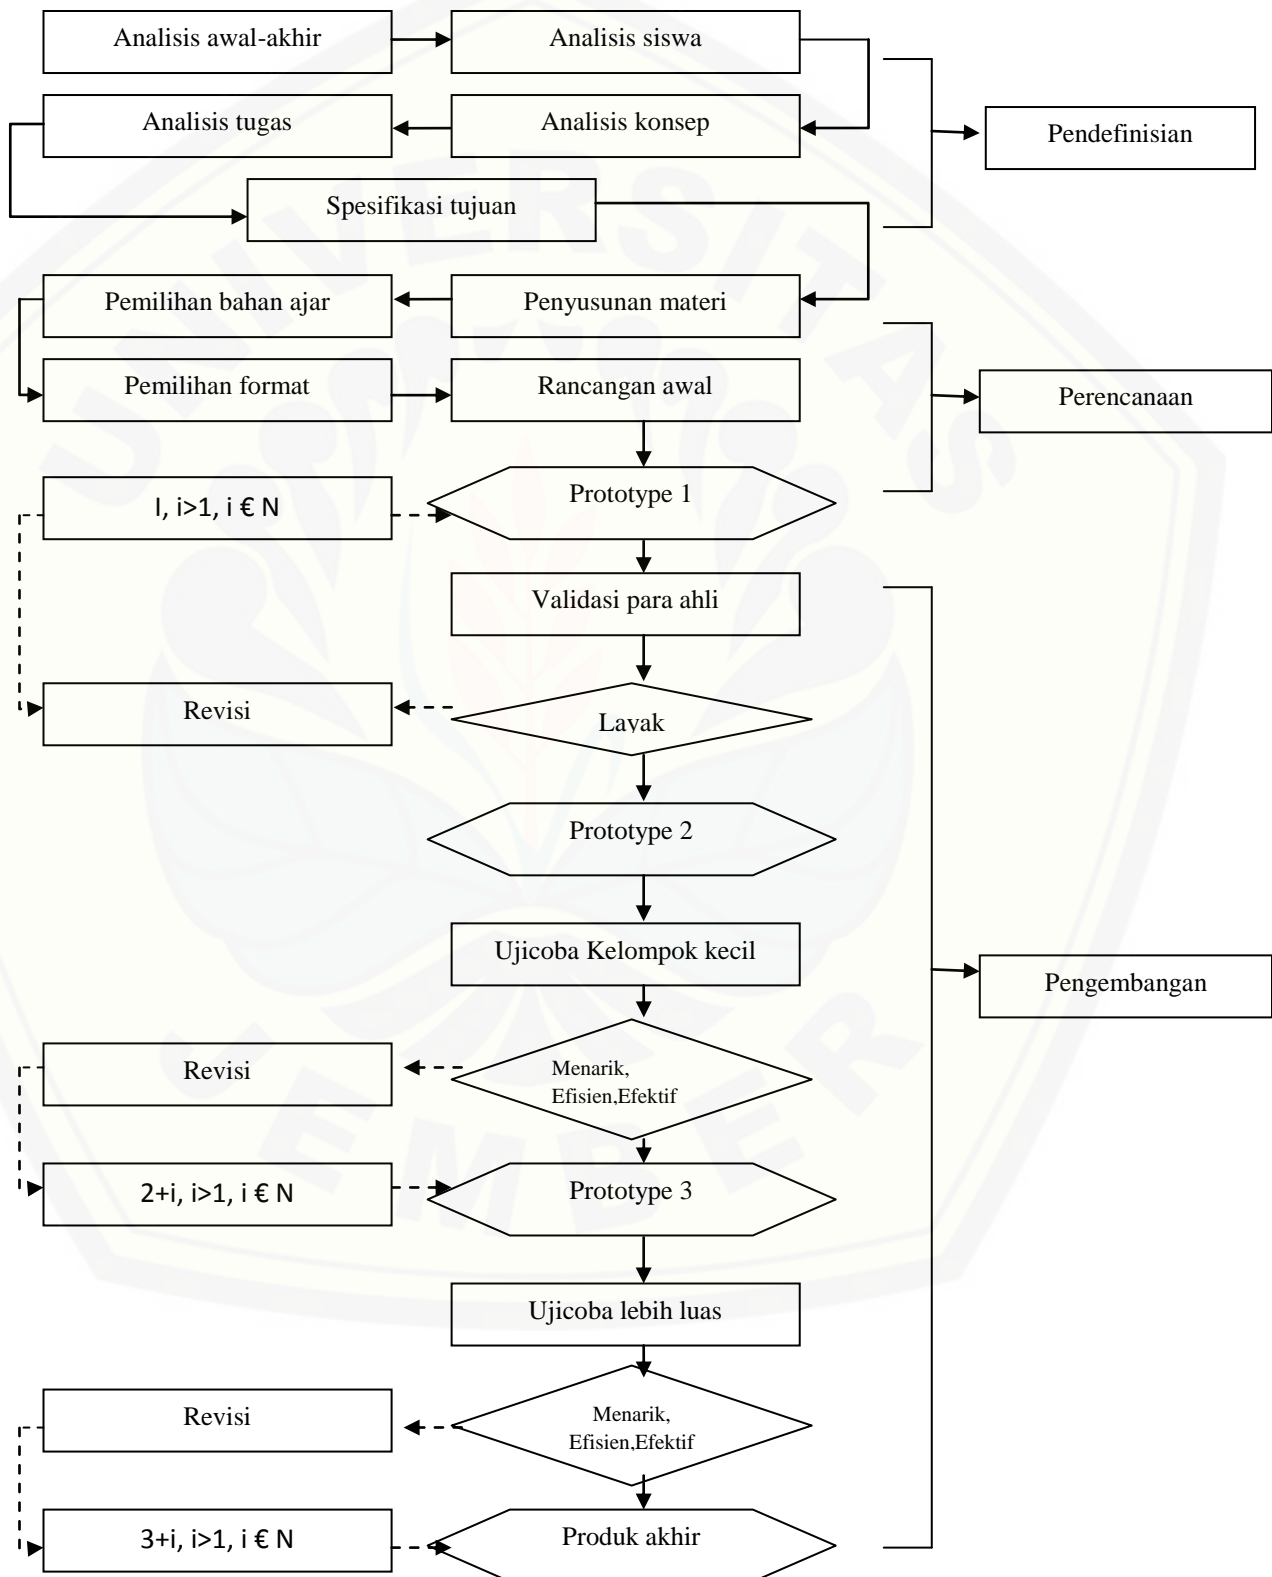 Analisis awal-akhir
Analisis siswa
Analisis tugas
Analisis konsep
Pendefinisian
Spesifikasi tujuan
Pemilihan bahan ajar
Penyusunan materi
Pemilihan format
Rancangan awal
Perencanaan
I, i>1, i € N
Prototype 1
Validasi para ahli
Revisi
Layak
Prototype 2
Ujicoba Kelompok kecil
Pengembangan
Revisi
Menarik,
Efisien,Efektif
2+i, i>1, i € N
Prototype 3
Ujicoba lebih luas
Revisi
Menarik,
Efisien,Efektif
3+i, i>1, i € N
Produk akhir
UNIVERSITAS
JEMBER